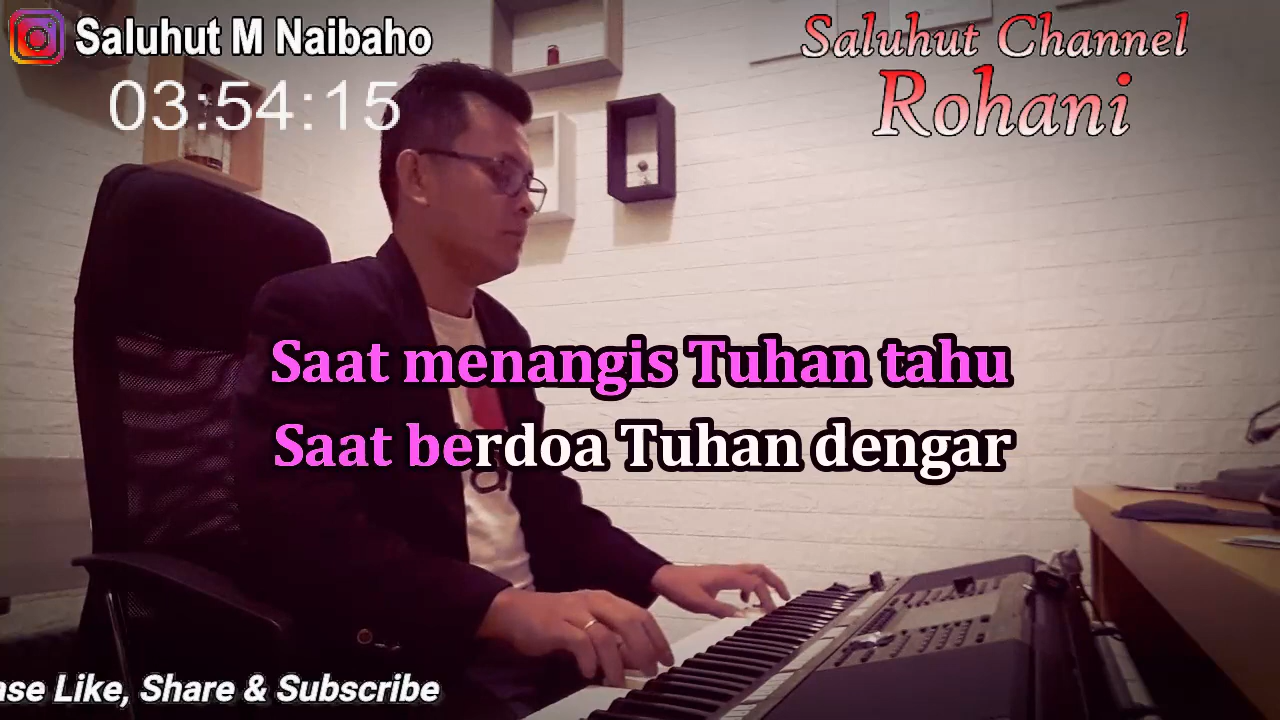 Saluhut M Naibaho
03:54:15
Saluhut Channel
Rohani
Saat menangis Tuhan tahu
Saat berdoa Tuhan dengar
Like, Share & Subscribe